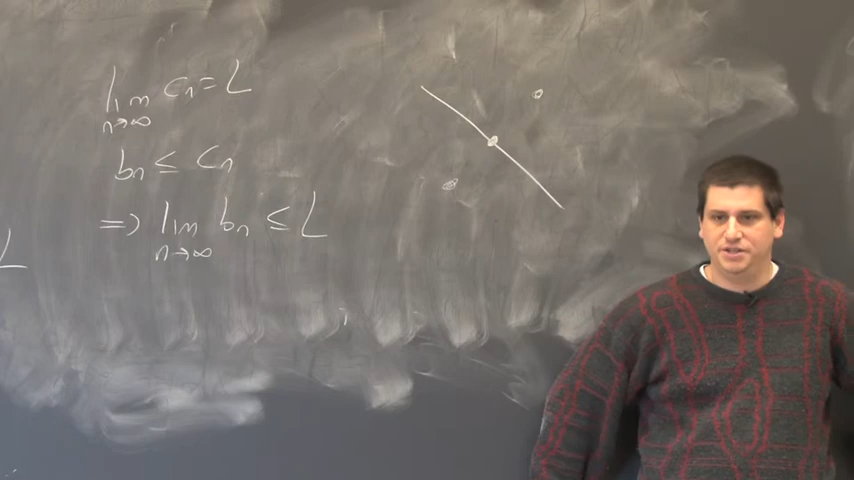 lim cₙ = L
n→∞
bₙ ≤ cₙ
⇒ lim bₙ ≤ L
n→∞
L